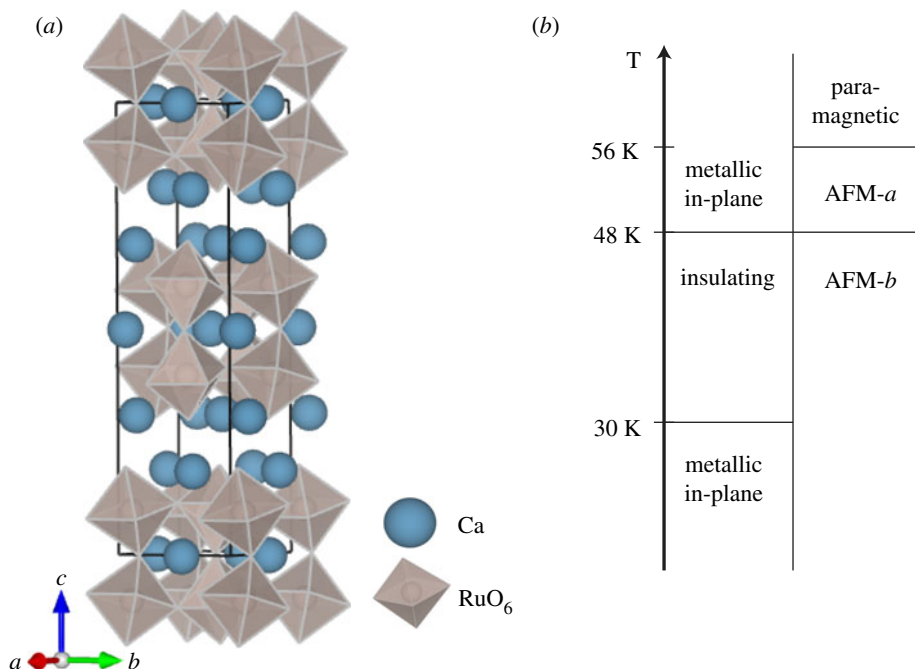 (a)
(b)
T
para-
magnetic
56 K
metallic
in-plane
AFM-a
48 K
insulating
AFM-b
30 K
metallic
in-plane
Ca
RuO₆
c
a
b